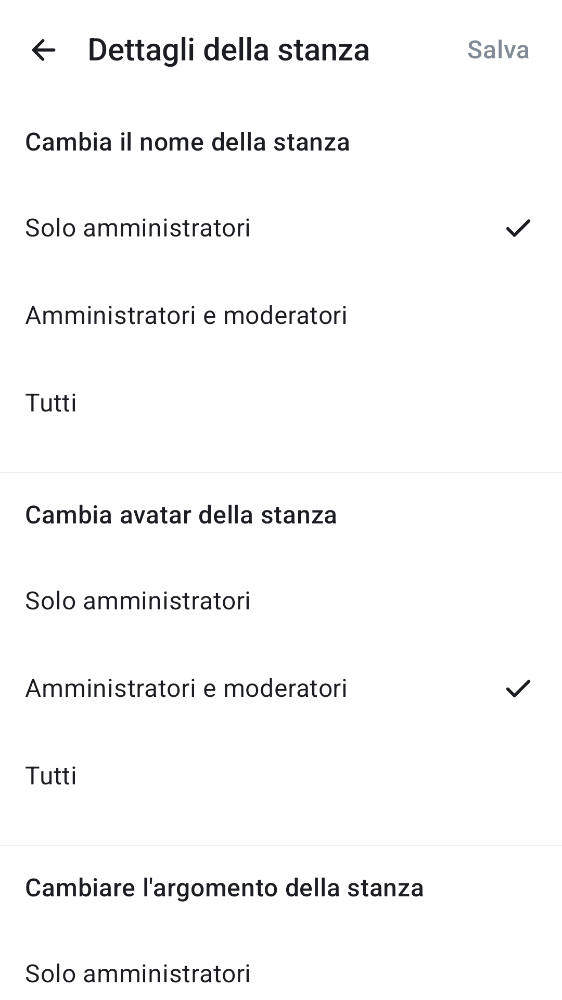 Dettagli della stanza
Salva
Cambia il nome della stanza
Solo amministratori
Amministratori e moderatori
Tutti
Cambia avatar della stanza
Solo amministratori
Amministratori e moderatori
Tutti
Cambiare l'argomento della stanza
Solo amministratori